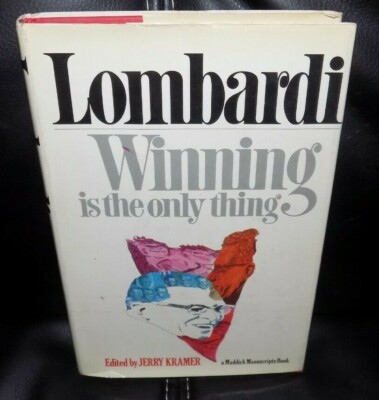 Lombardi
Winning
is the only thing
Edited by JERRY KRAMER
a Maddick Manuscripts Book